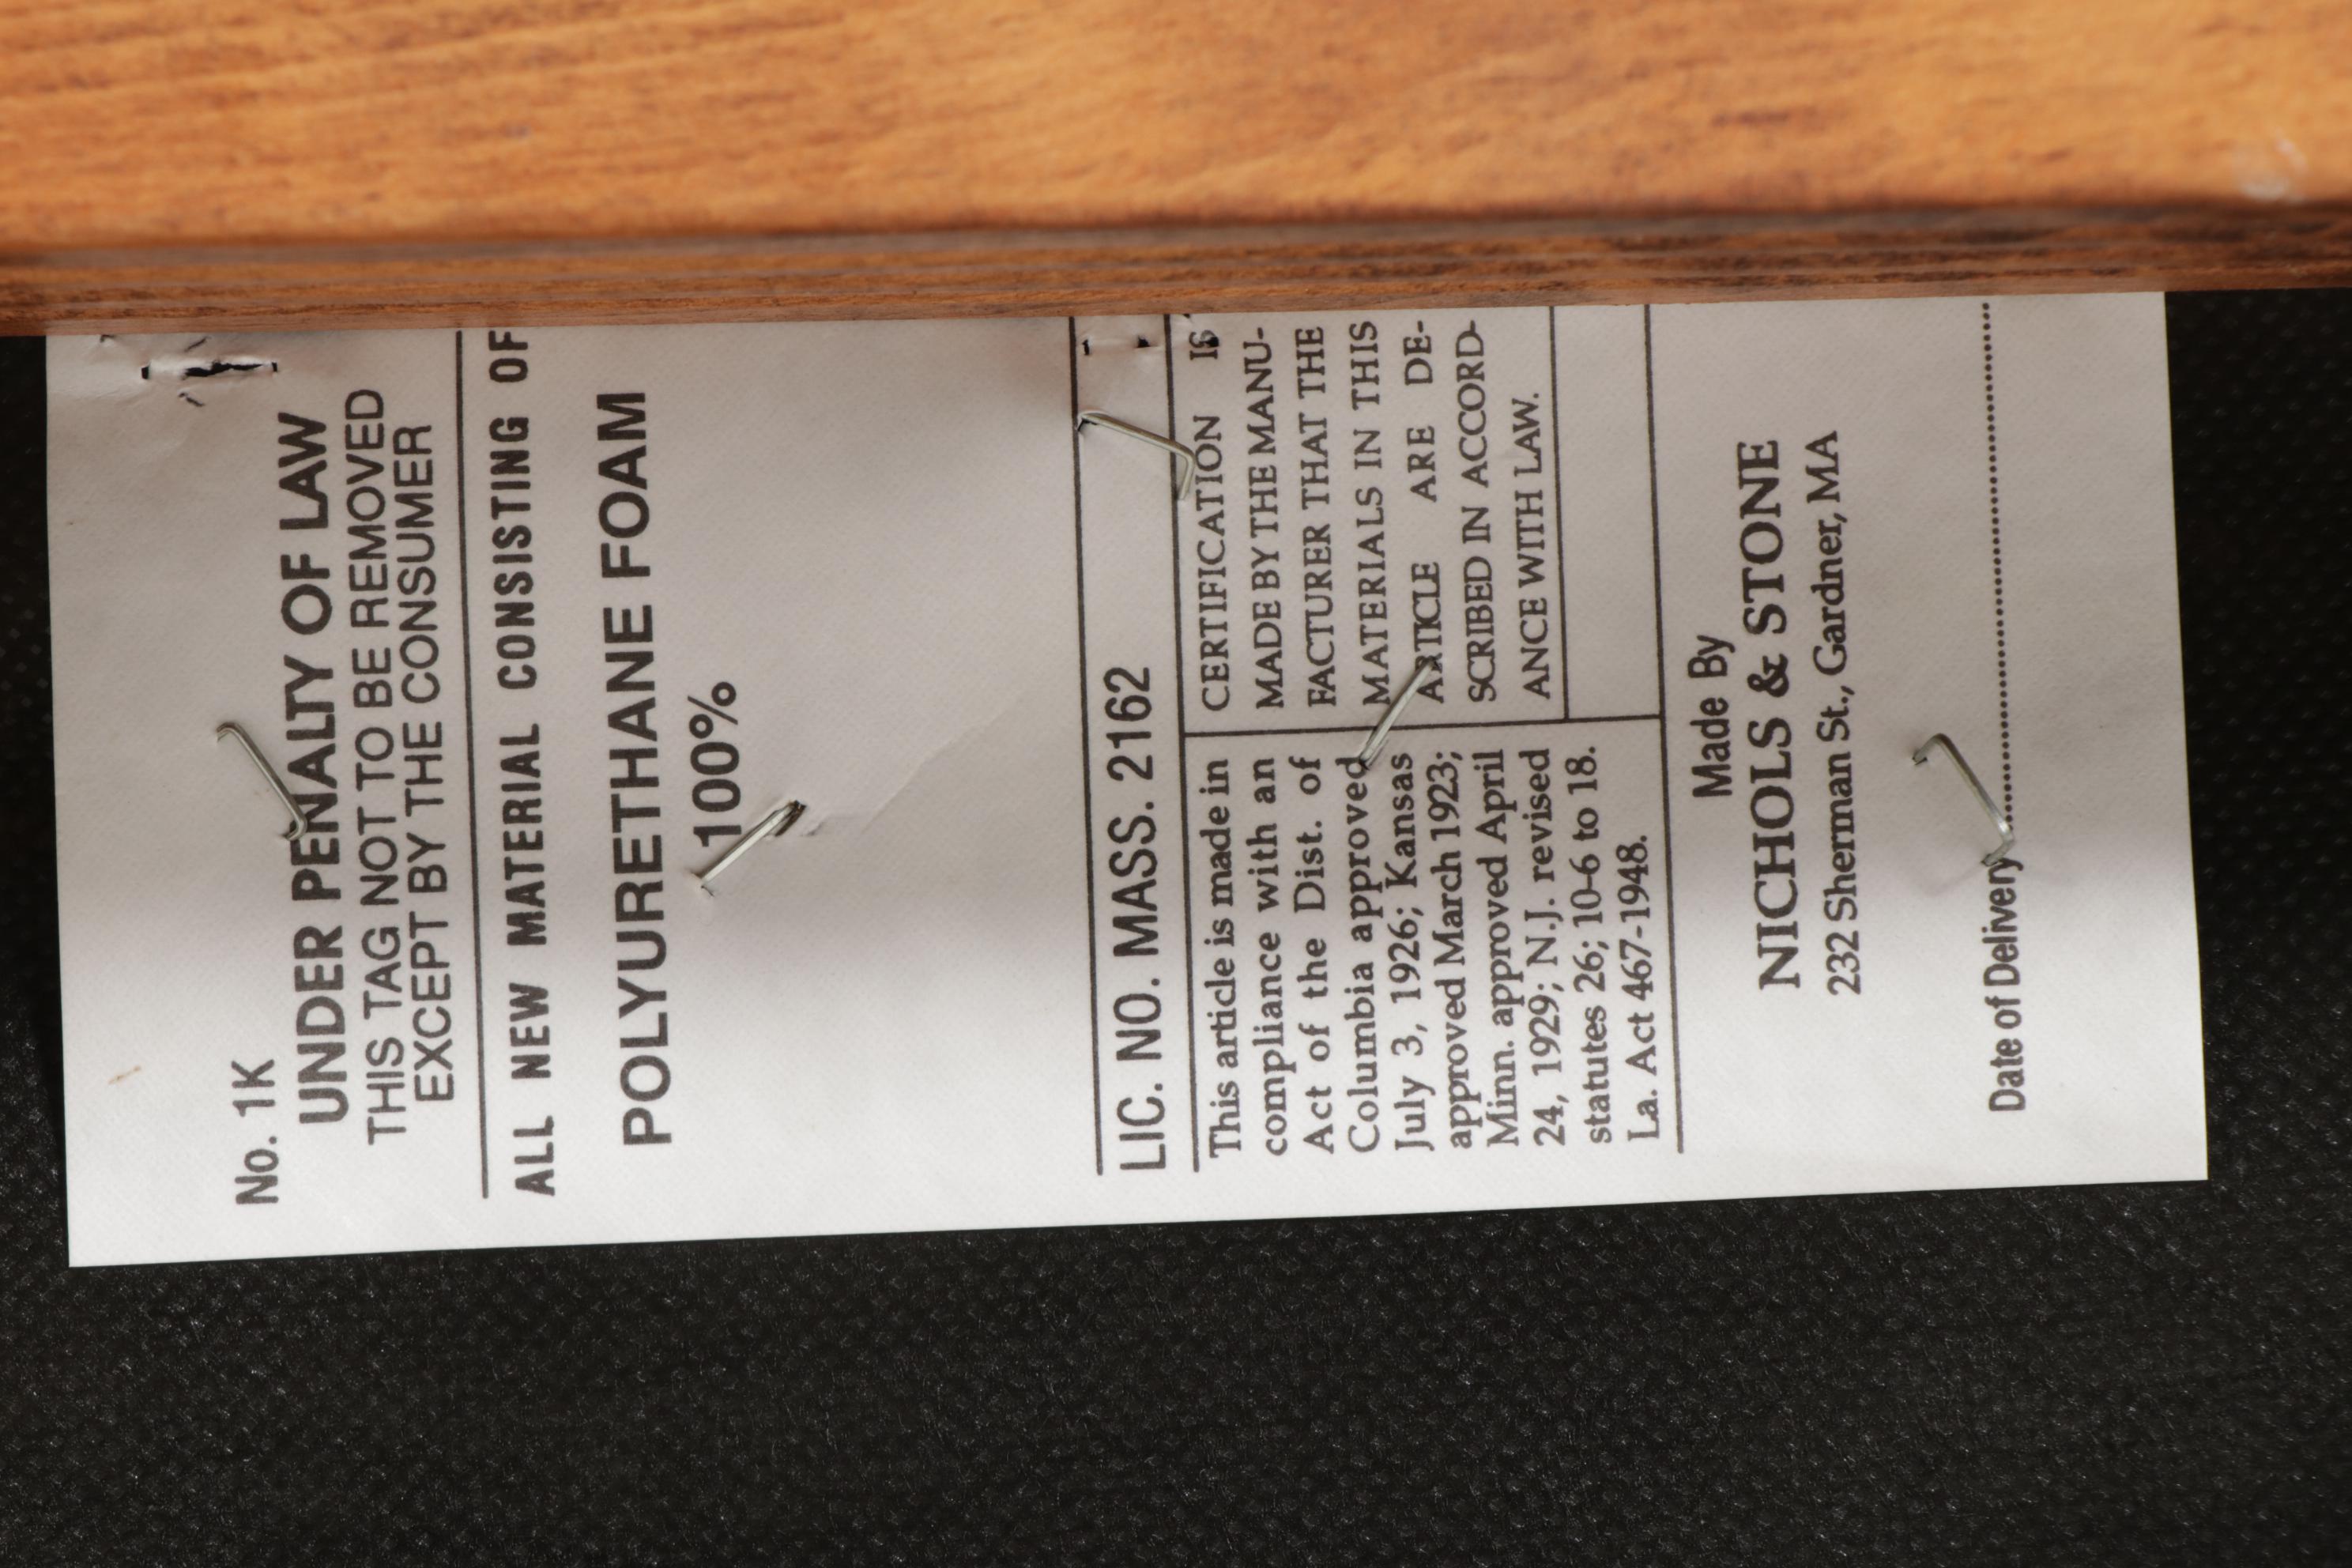 No. 1K
UNDER PENALTY OF LAW
THIS TAG NOT TO BE REMOVED
EXCEPT BY THE CONSUMER
ALL NEW MATERIAL CONSISTING OF
POLYURETHANE FOAM
100%
LIC. NO. MASS. 2162
This article is made in
compliance with an
Act of the Dist. of
Columbia approved
July 3, 1926; Kansas
approved March 1923;
Minn. approved April
24, 1929; N.J. revised
statutes 26; 10-6 to 18.
La. Act 467-1948.
CERTIFICATION IS
MADE BY THE MANU-
FACTURER THAT THE
MATERIALS IN THIS
ARTICLE ARE DE-
SCRIBED IN ACCORD-
ANCE WITH LAW.
Made By
NICHOLS & STONE
232 Sherman St., Gardner, MA
Date of Delivery